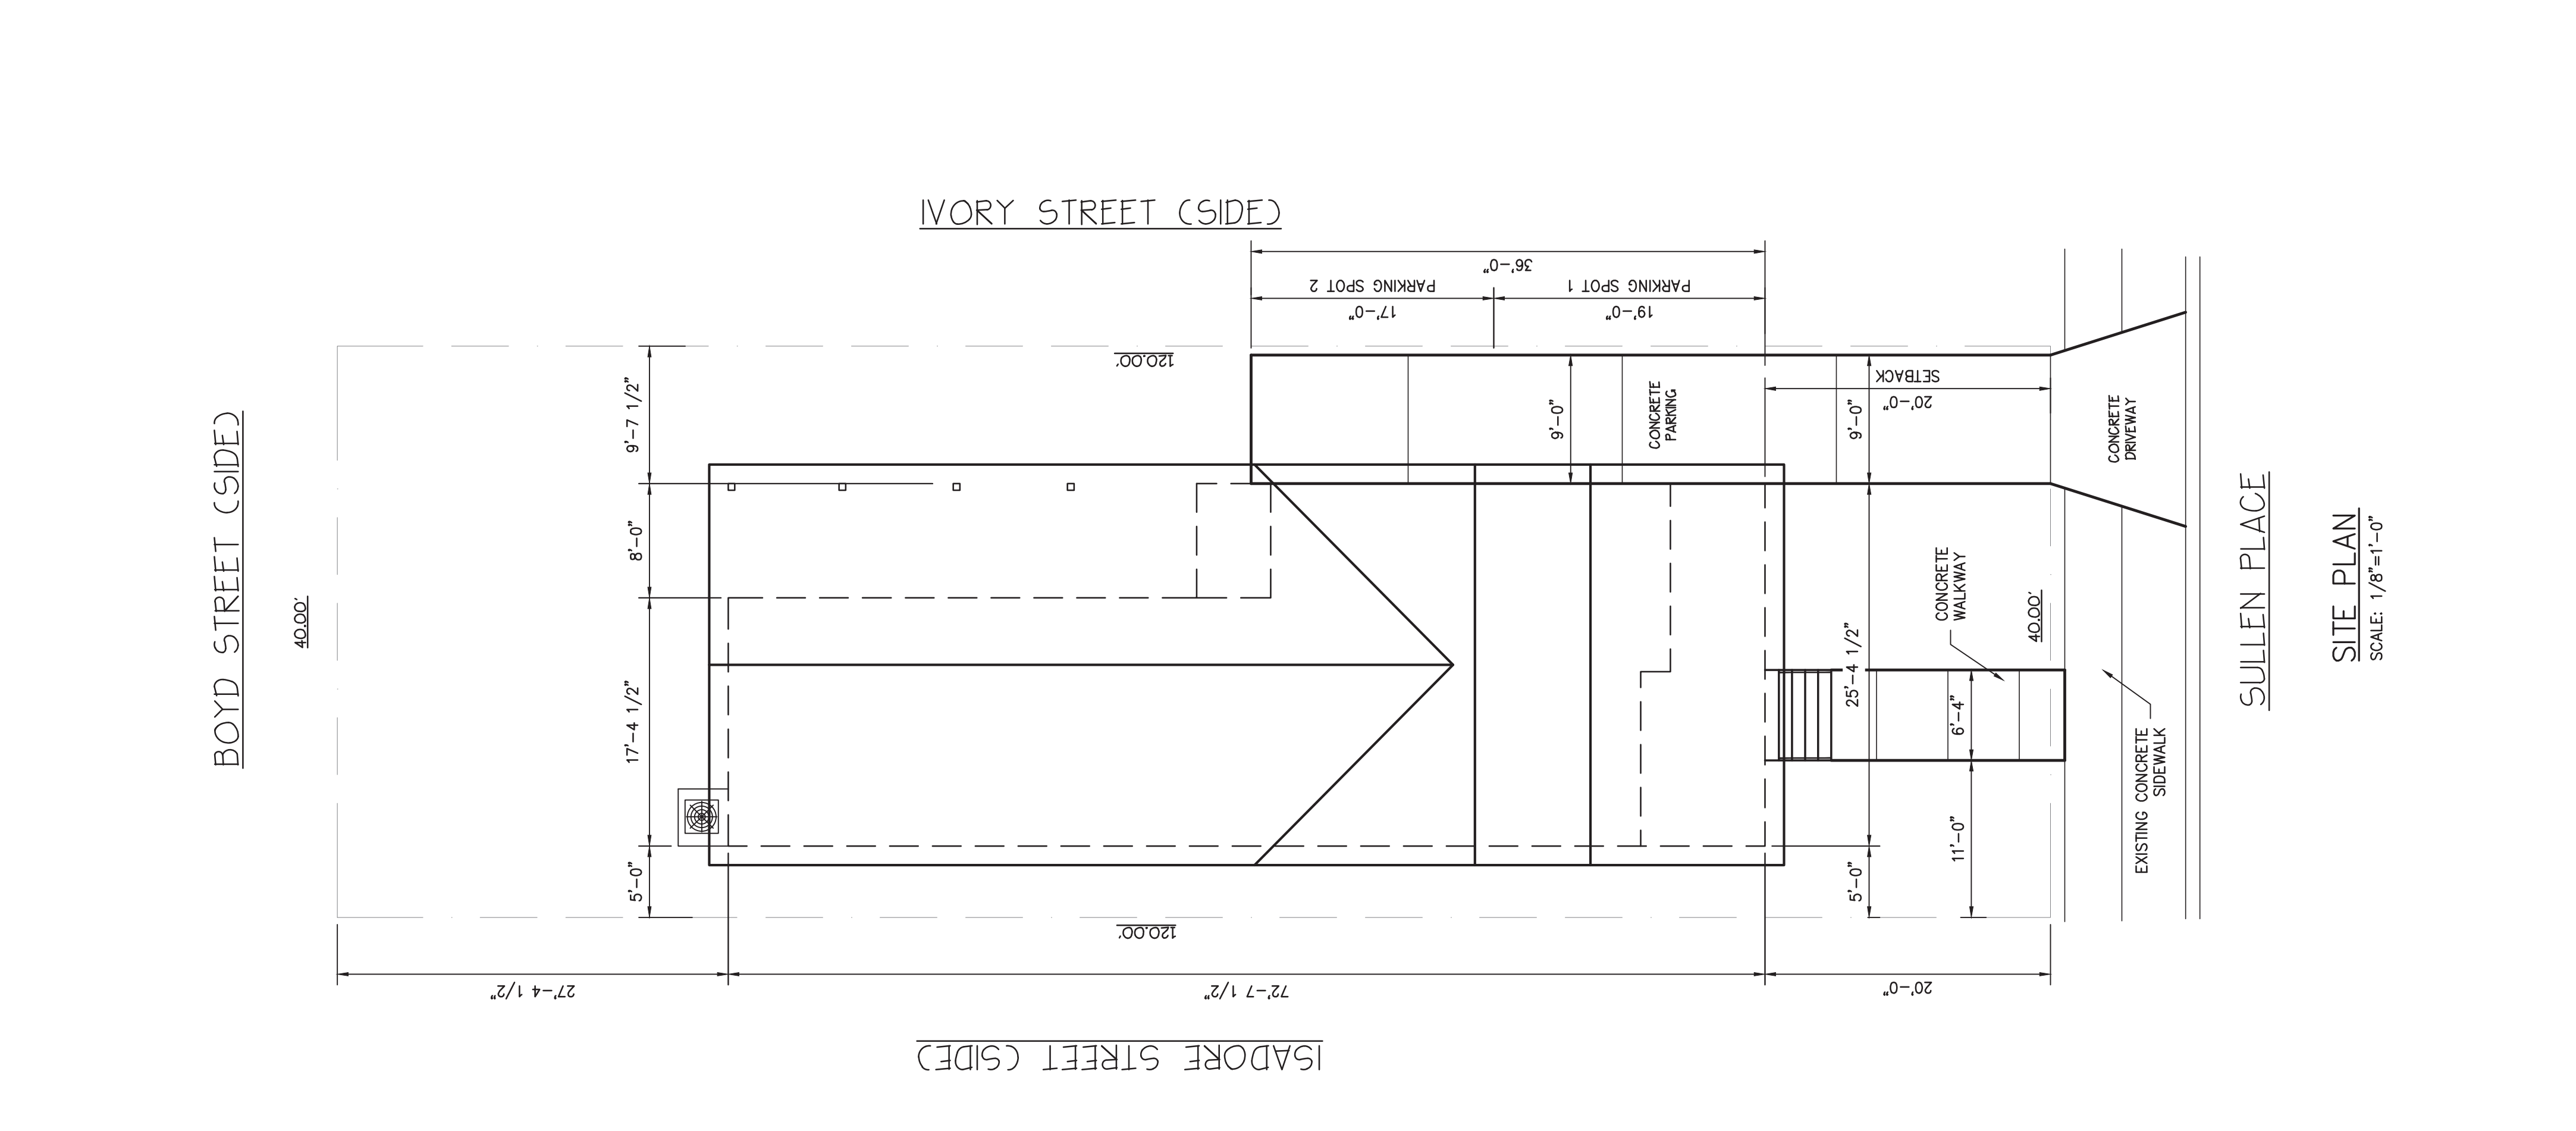 IVORY STREET (SIDE)
36'-0"
PARKING SPOT 2
PARKING SPOT 1
17'-0"
19'-0"
120.00'
BOYD STREET (SIDE)
40.00'
9'-7 1/2"
8'-0"
17'-4 1/2"
5'-0"
9'-0"
CONCRETE
PARKING
9'-0"
SETBACK
20'-0"
CONCRETE
DRIVEWAY
CONCRETE
WALKWAY
40.00'
25'-4 1/2"
6'-4"
11'-0"
5'-0"
EXISTING CONCRETE
SIDEWALK
SULLEN PLACE
SITE PLAN
SCALE: 1/8"=1'-0"
120.00'
27'-4 1/2"
72'-7 1/2"
20'-0"
ISADORE STREET (SIDE)